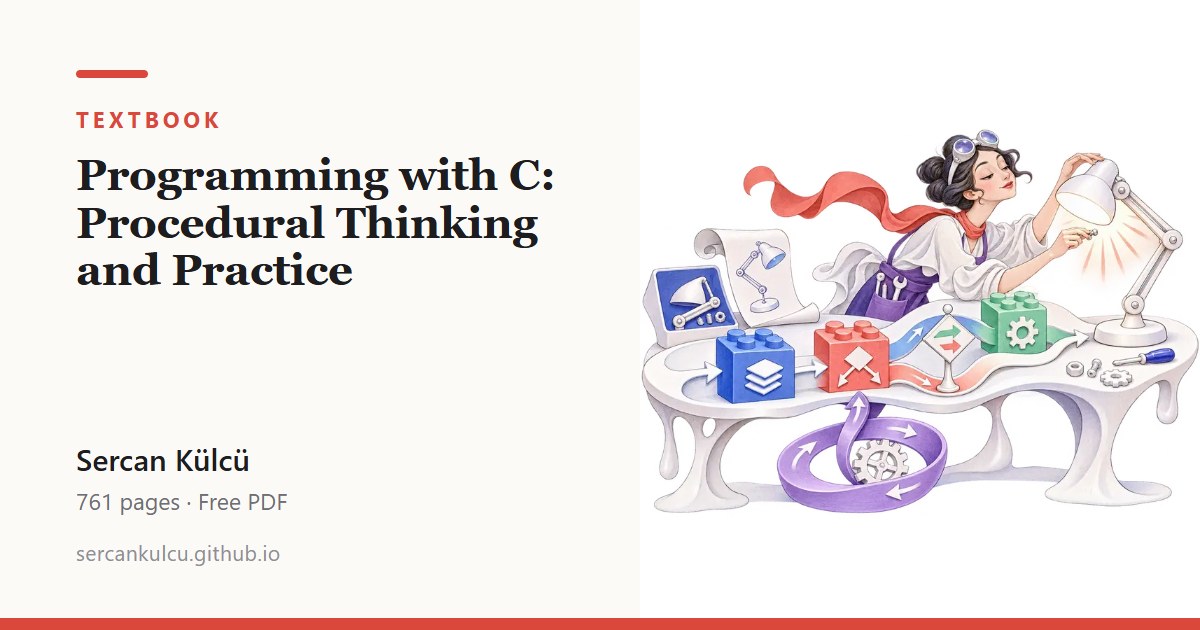 TEXTBOOK
Programming with C:
Procedural Thinking
and Practice
Sercan Külcü
761 pages · Free PDF
sercankulcu.github.io